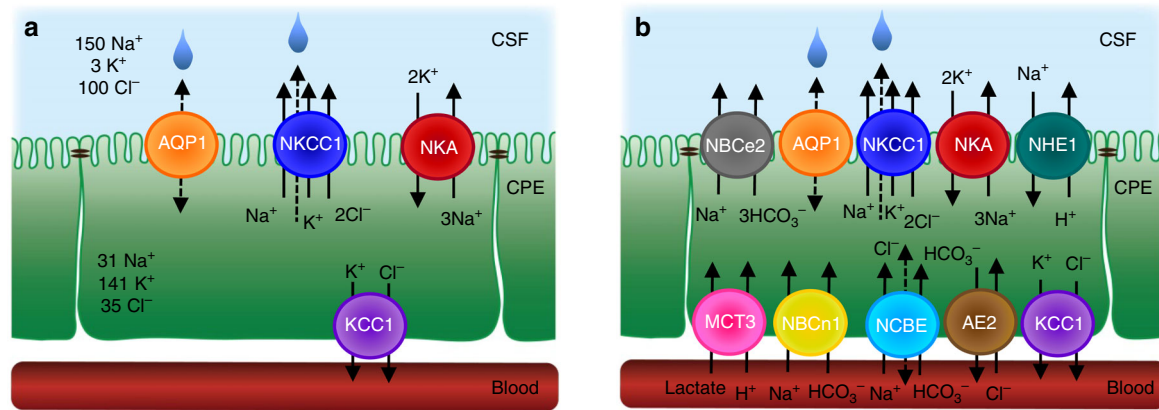 a
150 Na⁺
3 K⁺
100 Cl⁻
CSF
2K⁺
AQP1
NKCC1
NKA
CPE
Na⁺
K⁺
2Cl⁻
3Na⁺
31 Na⁺
141 K⁺
35 Cl⁻
K⁺ Cl⁻
KCC1
Blood
b
CSF
2K⁺
Na⁺
NBCe2 AQP1 NKCC1 NKA NHE1
CPE
Na⁺ 3HCO₃⁻ Na⁺ K⁺ 2Cl⁻ 3Na⁺ H⁺
Cl⁻ HCO₃⁻ K⁺ Cl⁻
MCT3 NBCn1 NCBE AE2 KCC1
Lactate H⁺ Na⁺ HCO₃⁻ Na⁺ HCO₃⁻ Cl⁻ Blood